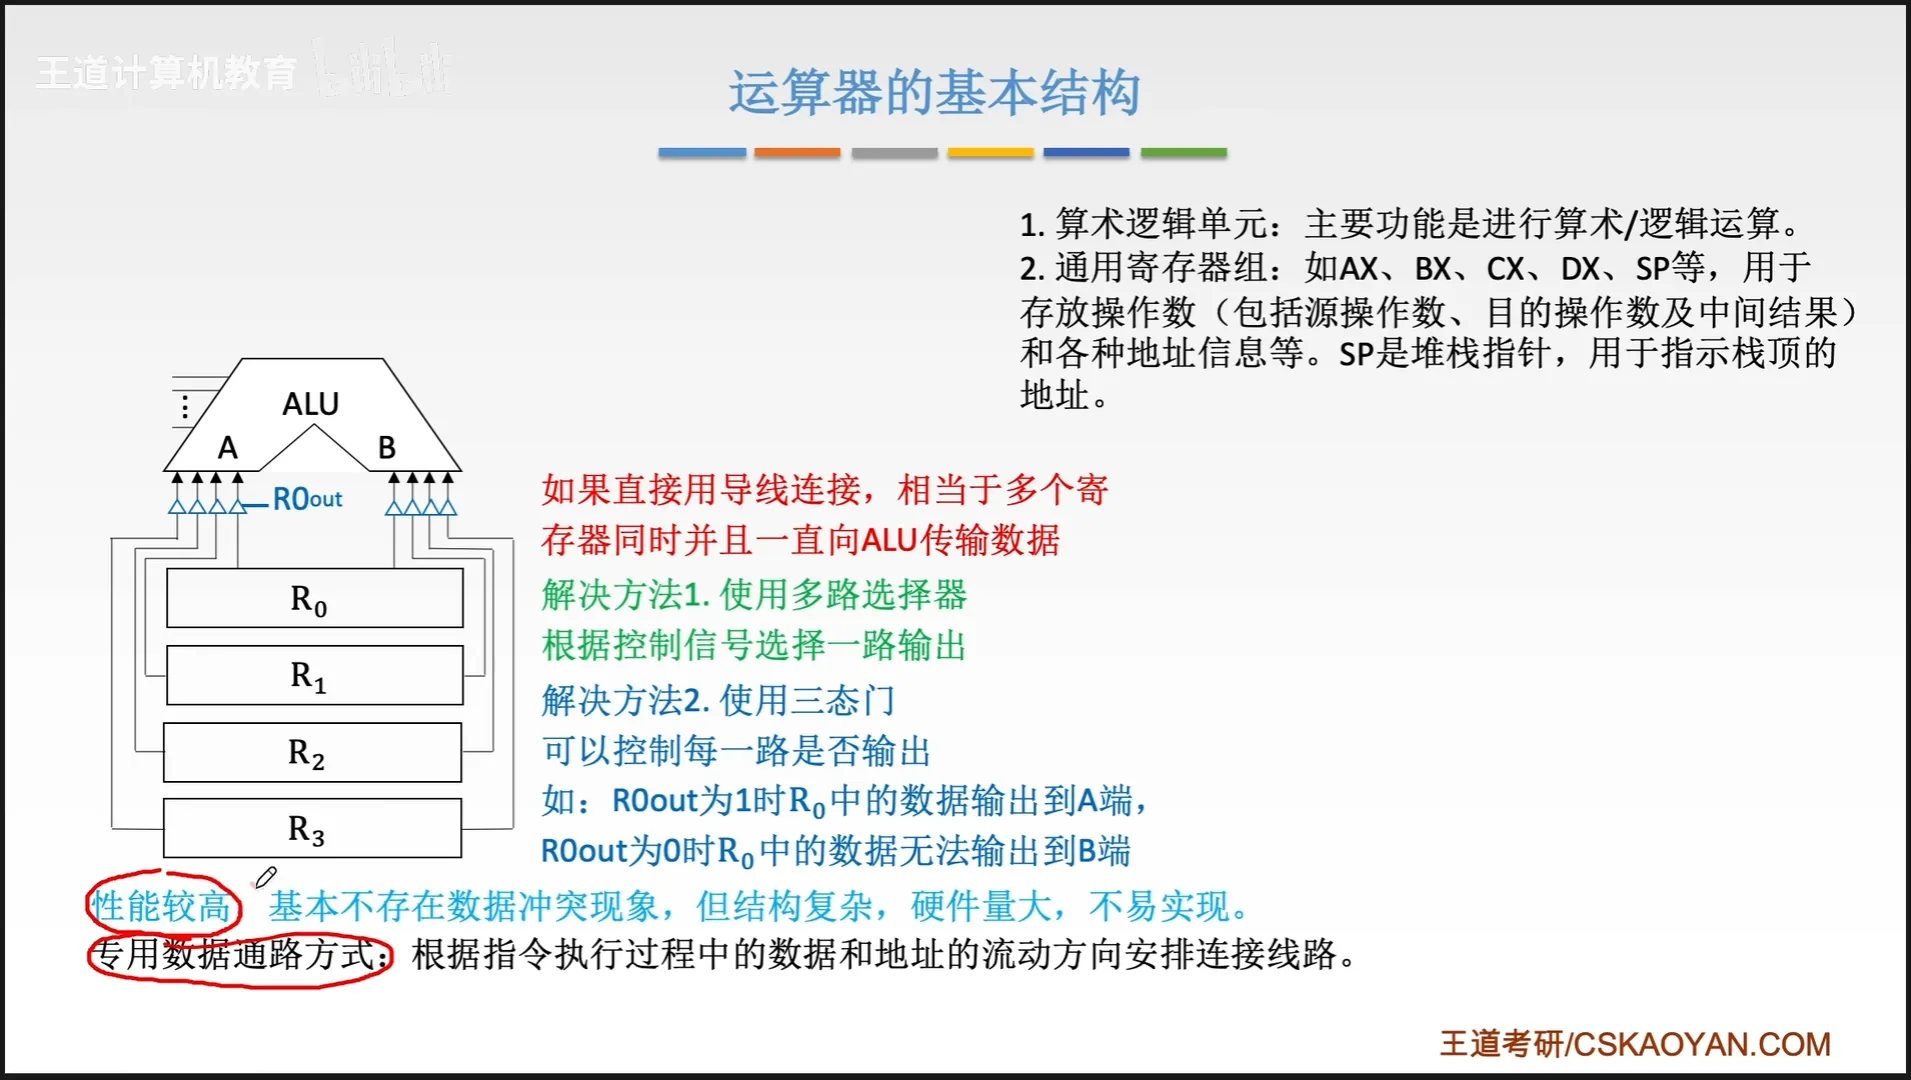 王道计算机教育 bilibili
运算器的基本结构
1. 算术逻辑单元：主要功能是进行算术/逻辑运算。
2. 通用寄存器组：如AX、BX、CX、DX、SP等，用于
存放操作数（包括源操作数、目的操作数及中间结果）
和各种地址信息等。SP是堆栈指针，用于指示栈顶的
地址。
ALU
A B
R0out
R0
R1
R2
R3
如果直接用导线连接，相当于多个寄
存器同时并且一直向ALU传输数据
解决方法1. 使用多路选择器
根据控制信号选择一路输出
解决方法2. 使用三态门
可以控制每一路是否输出
如：R0out为1时R0中的数据输出到A端，
R0out为0时R0中的数据无法输出到B端
性能较高，基本不存在数据冲突现象，但结构复杂，硬件量大，不易实现。
专用数据通路方式：根据指令执行过程中的数据和地址的流动方向安排连接线路。
王道考研/CSKAOYAN.COM